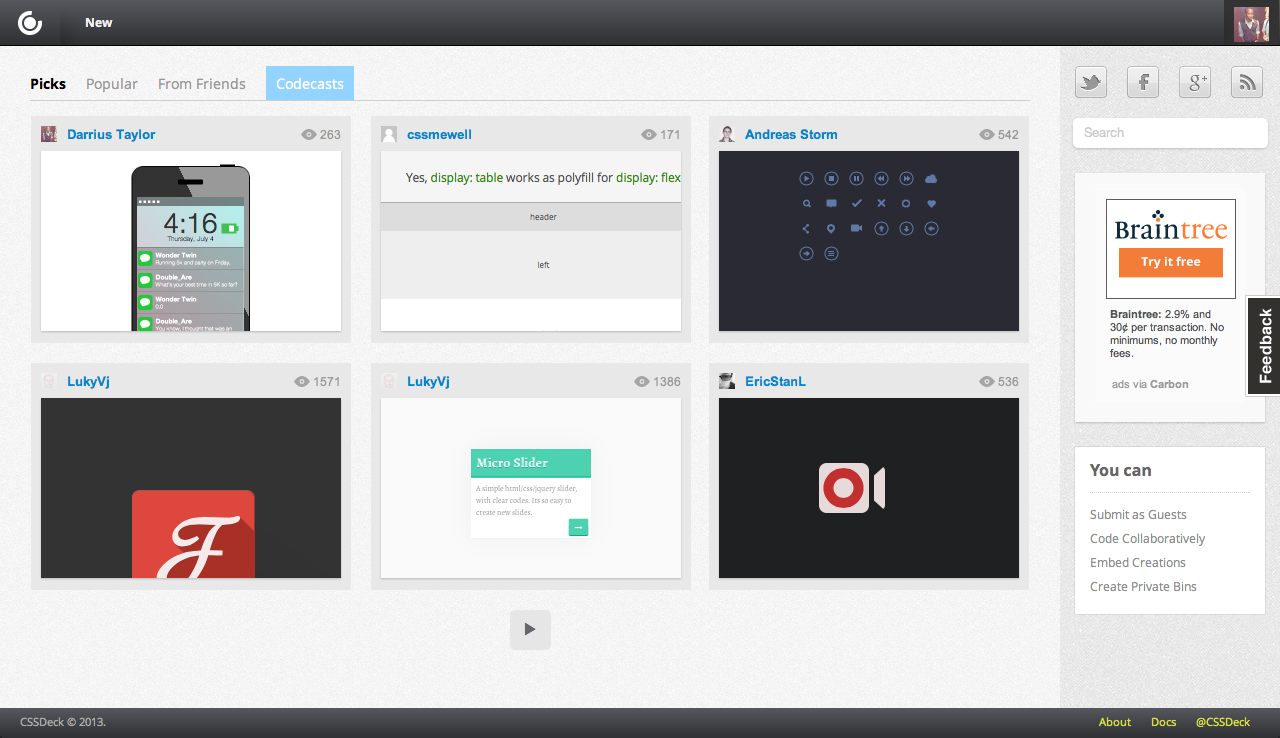 New
Picks Popular From Friends Codecasts
Darrius Taylor 263
4:16
Thursday, July 4
Wonder Twin
Running 5k and party on Friday.
Double_Are
What's your best time in 5K so far?
Wonder Twin
0.0
Double_Are
You know, I thought that was an
cssmewell 171
Yes, display: table works as polyfill for display: flex
header
left
Andreas Storm 542
LukyVj 1571
F
LukyVj 1386
Micro Slider
A simple html/css/jquery slider,
with clear codes. Its so easy to
create new slides.
→
EricStanL 536
f g+
Search
Braintree
Try it free
Braintree: 2.9% and
30¢ per transaction. No
minimums, no monthly
fees.
ads via Carbon
Feedback
You can
Submit as Guests
Code Collaboratively
Embed Creations
Create Private Bins
CSSDeck © 2013.
About Docs @CSSDeck